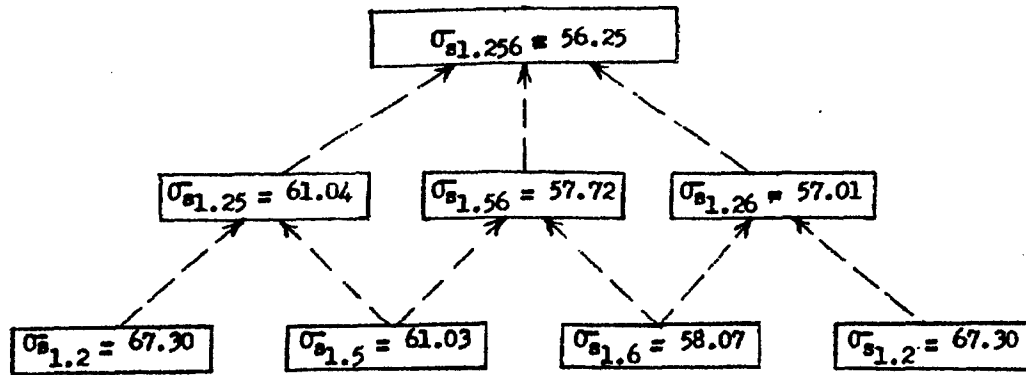 σs1.256 = 56.25
σs1.25 = 61.04 σs1.56 = 57.72 σs1.26 = 57.01
σs1.2 = 67.30 σs1.5 = 61.03 σs1.6 = 58.07 σs1.2 = 67.30